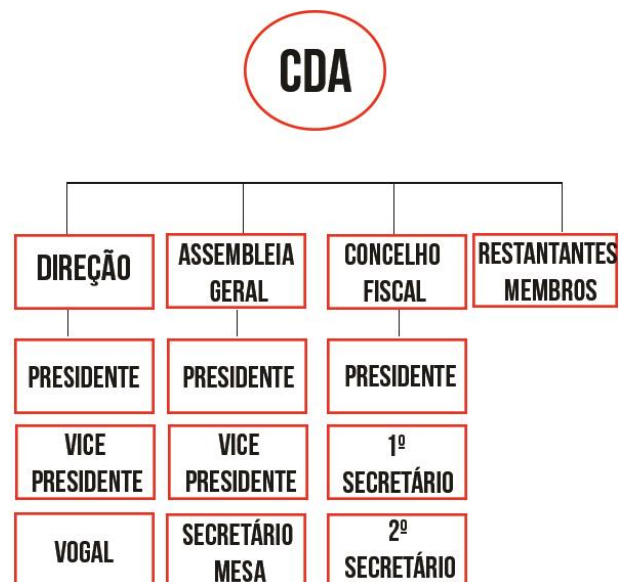 CDA
DIREÇÃO
ASSEMBLEIA
GERAL
CONCELHO
FISCAL
RESTANTANTES
MEMBROS
PRESIDENTE
PRESIDENTE
PRESIDENTE
VICE
PRESIDENTE
VICE
PRESIDENTE
1º
SECRETÁRIO
VOGAL
SECRETÁRIO
MESA
2º
SECRETÁRIO